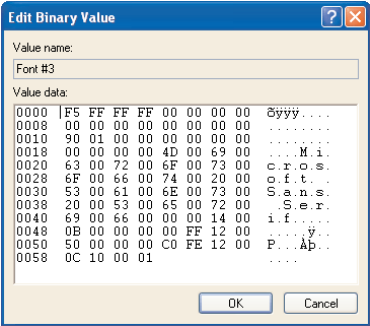 Edit Binary Value
Value name:
Font #3
Value data:
0000 F5 FF FF FF 00 00 00 00 õÿÿÿ....
0008 00 00 00 00 00 00 00 00 ........
0010 90 01 00 00 00 00 00 00 ........
0018 00 00 00 00 4D 00 69 00 ....M.i.
0020 63 00 72 00 6F 00 73 00 c.r.o.s.
0028 6F 00 66 00 74 00 20 00 o.f.t. .
0030 53 00 61 00 6E 00 73 00 S.a.n.s.
0038 20 00 53 00 65 00 72 00 .S.e.r.
0040 69 00 66 00 00 00 14 00 i.f.....
0048 0B 00 00 00 00 FF 12 00 .....ÿ..
0050 50 00 00 00 C0 FE 12 00 P...Àþ..
0058 0C 10 00 01 ....
OK Cancel